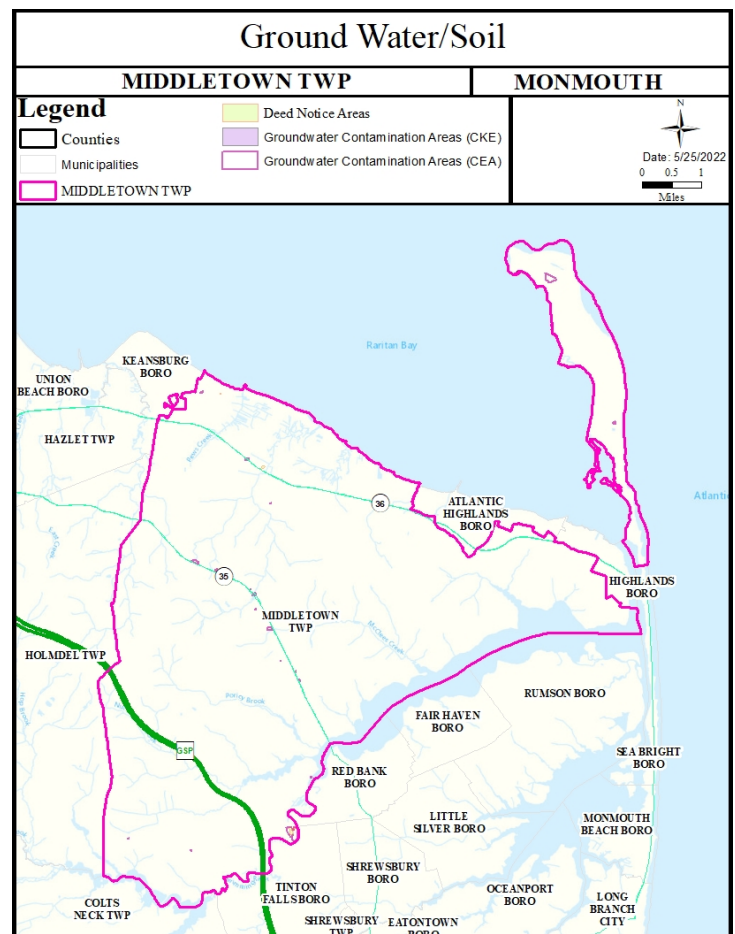 Ground Water/Soil
MIDDLETOWN TWP
MONMOUTH
Legend
Counties
Municipalities
MIDDLETOWN TWP
Deed Notice Areas
Groundwater Contamination Areas (CKE)
Groundwater Contamination Areas (CEA)
N
Date: 5/25/2022
0 0.5 1
Miles
Raritan Bay
KEANSBURG
BORO
UNION
BEACH BORO
HAZLET TWP
36
ATLANTIC
HIGHLANDS
BORO
Atlantic
35
HIGHLANDS
BORO
MIDDLETOWN
TWP
HOLMDEL TWP
RUMSON BORO
FAIR HAVEN
BORO
GSP
SEA BRIGHT
BORO
RED BANK
BORO
LITTLE
SILVER BORO
MONMOUTH
BEACH BORO
SHREWSBURY
BORO
TINTON
FALLS BORO
OCEANPORT
BORO
COLTS
NECK TWP
LONG
BRANCH
CITY
SHREWSBURY
TWP
EATONTOWN
BORO